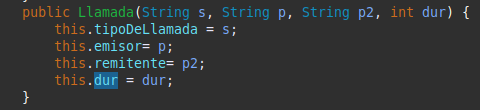 public Llamada(String s, String p, String p2, int dur) {
this.tipoDeLlamada = s;
this.emisor= p;
this.remitente= p2;
this.dur = dur;
}